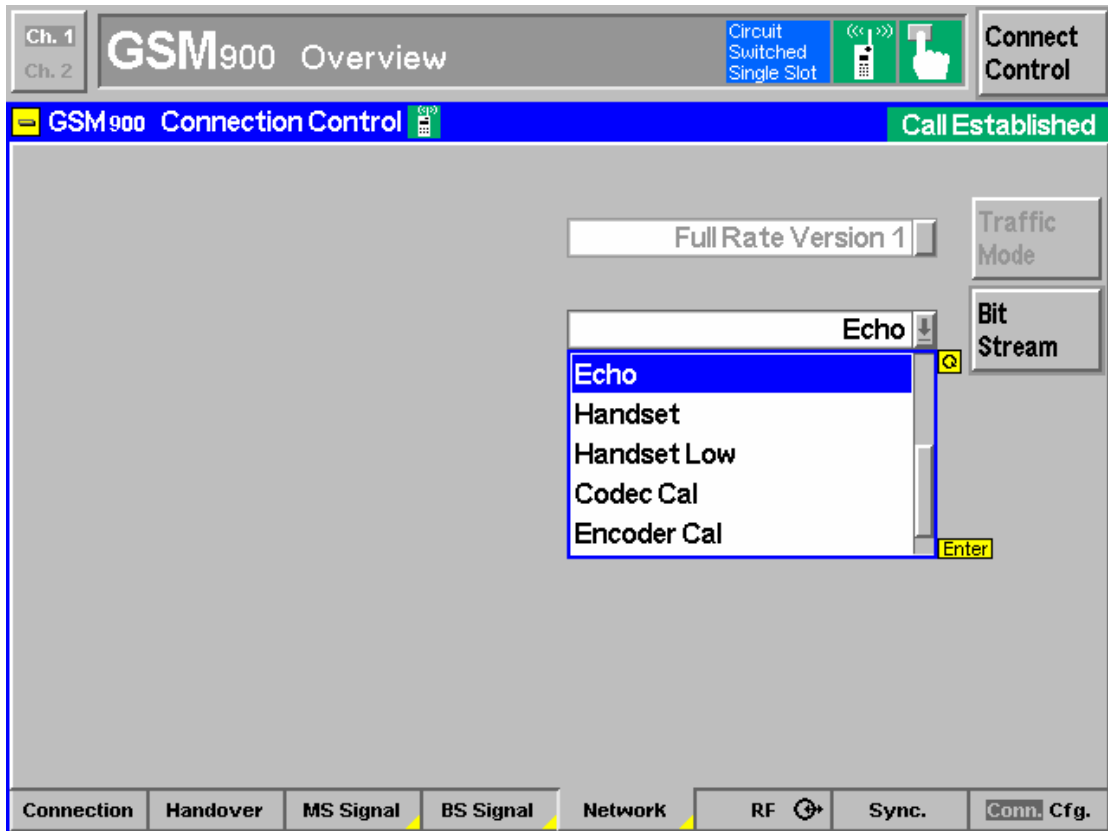 Ch. 1
Ch. 2
GSM900 Overview
Circuit
Switched
Single Slot
Connect
Control
GSM 900 Connection Control
Call Established
Full Rate Version 1
Traffic
Mode
Echo
Bit
Stream
Echo
Handset
Handset Low
Codec Cal
Encoder Cal
Enter
Connection Handover MS Signal BS Signal Network RF Sync. Conn. Cfg.